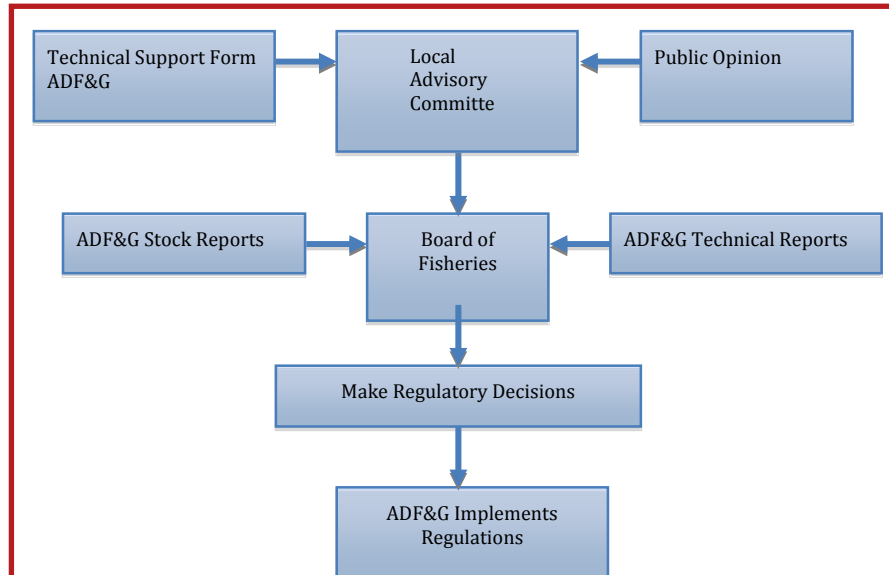 Technical Support Form
ADF&G
Local
Advisory
Committe
Public Opinion
ADF&G Stock Reports
Board of
Fisheries
ADF&G Technical Reports
Make Regulatory Decisions
ADF&G Implements
Regulations